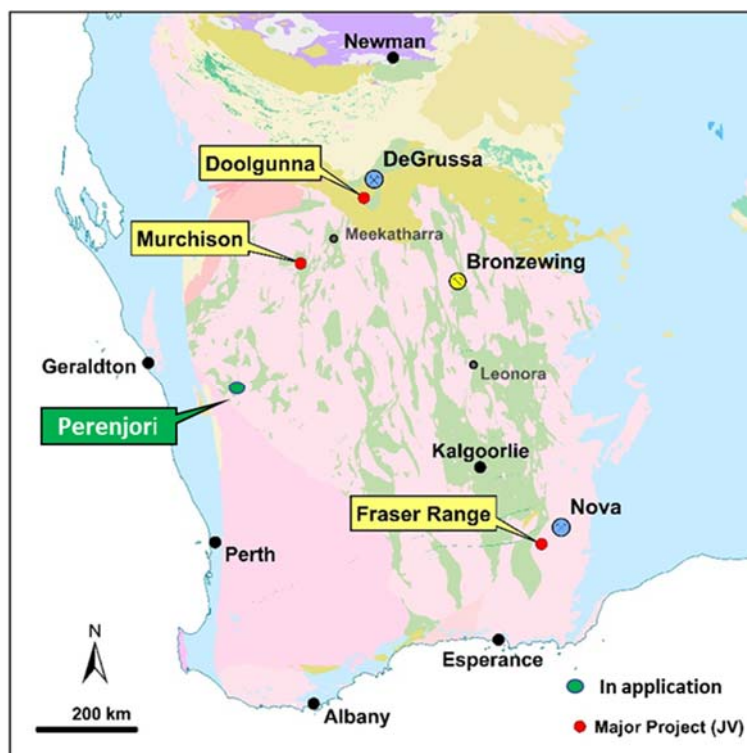 Newman
DeGrussa
Doolgunna
Meekatharra
Murchison
Bronzewing
Geraldton
Leonora
Perenjori
Kalgoorlie
Nova
Fraser Range
Perth
N
Esperance
In application
200 km
Albany
Major Project (JV)